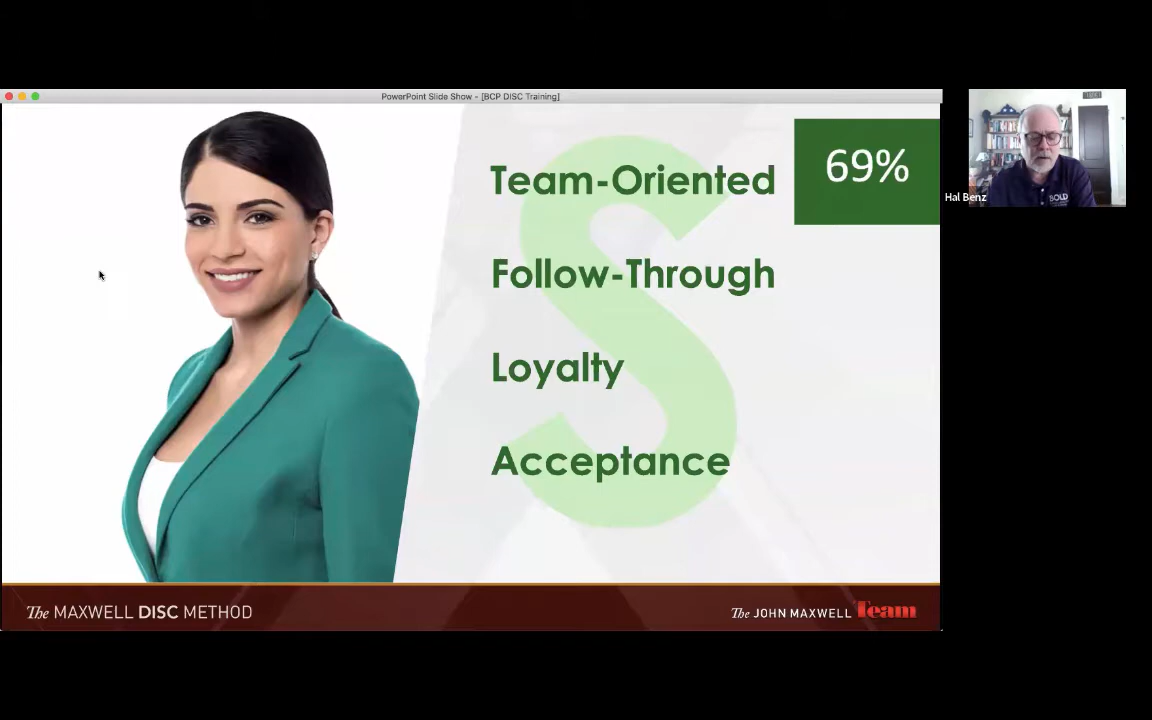 PowerPoint Slide Show - [BCP DISC Training]
S
Team-Oriented
69%
Follow-Through
Loyalty
Acceptance
The MAXWELL DISC METHOD
The JOHN MAXWELL Team
Hal Benz
SOLD